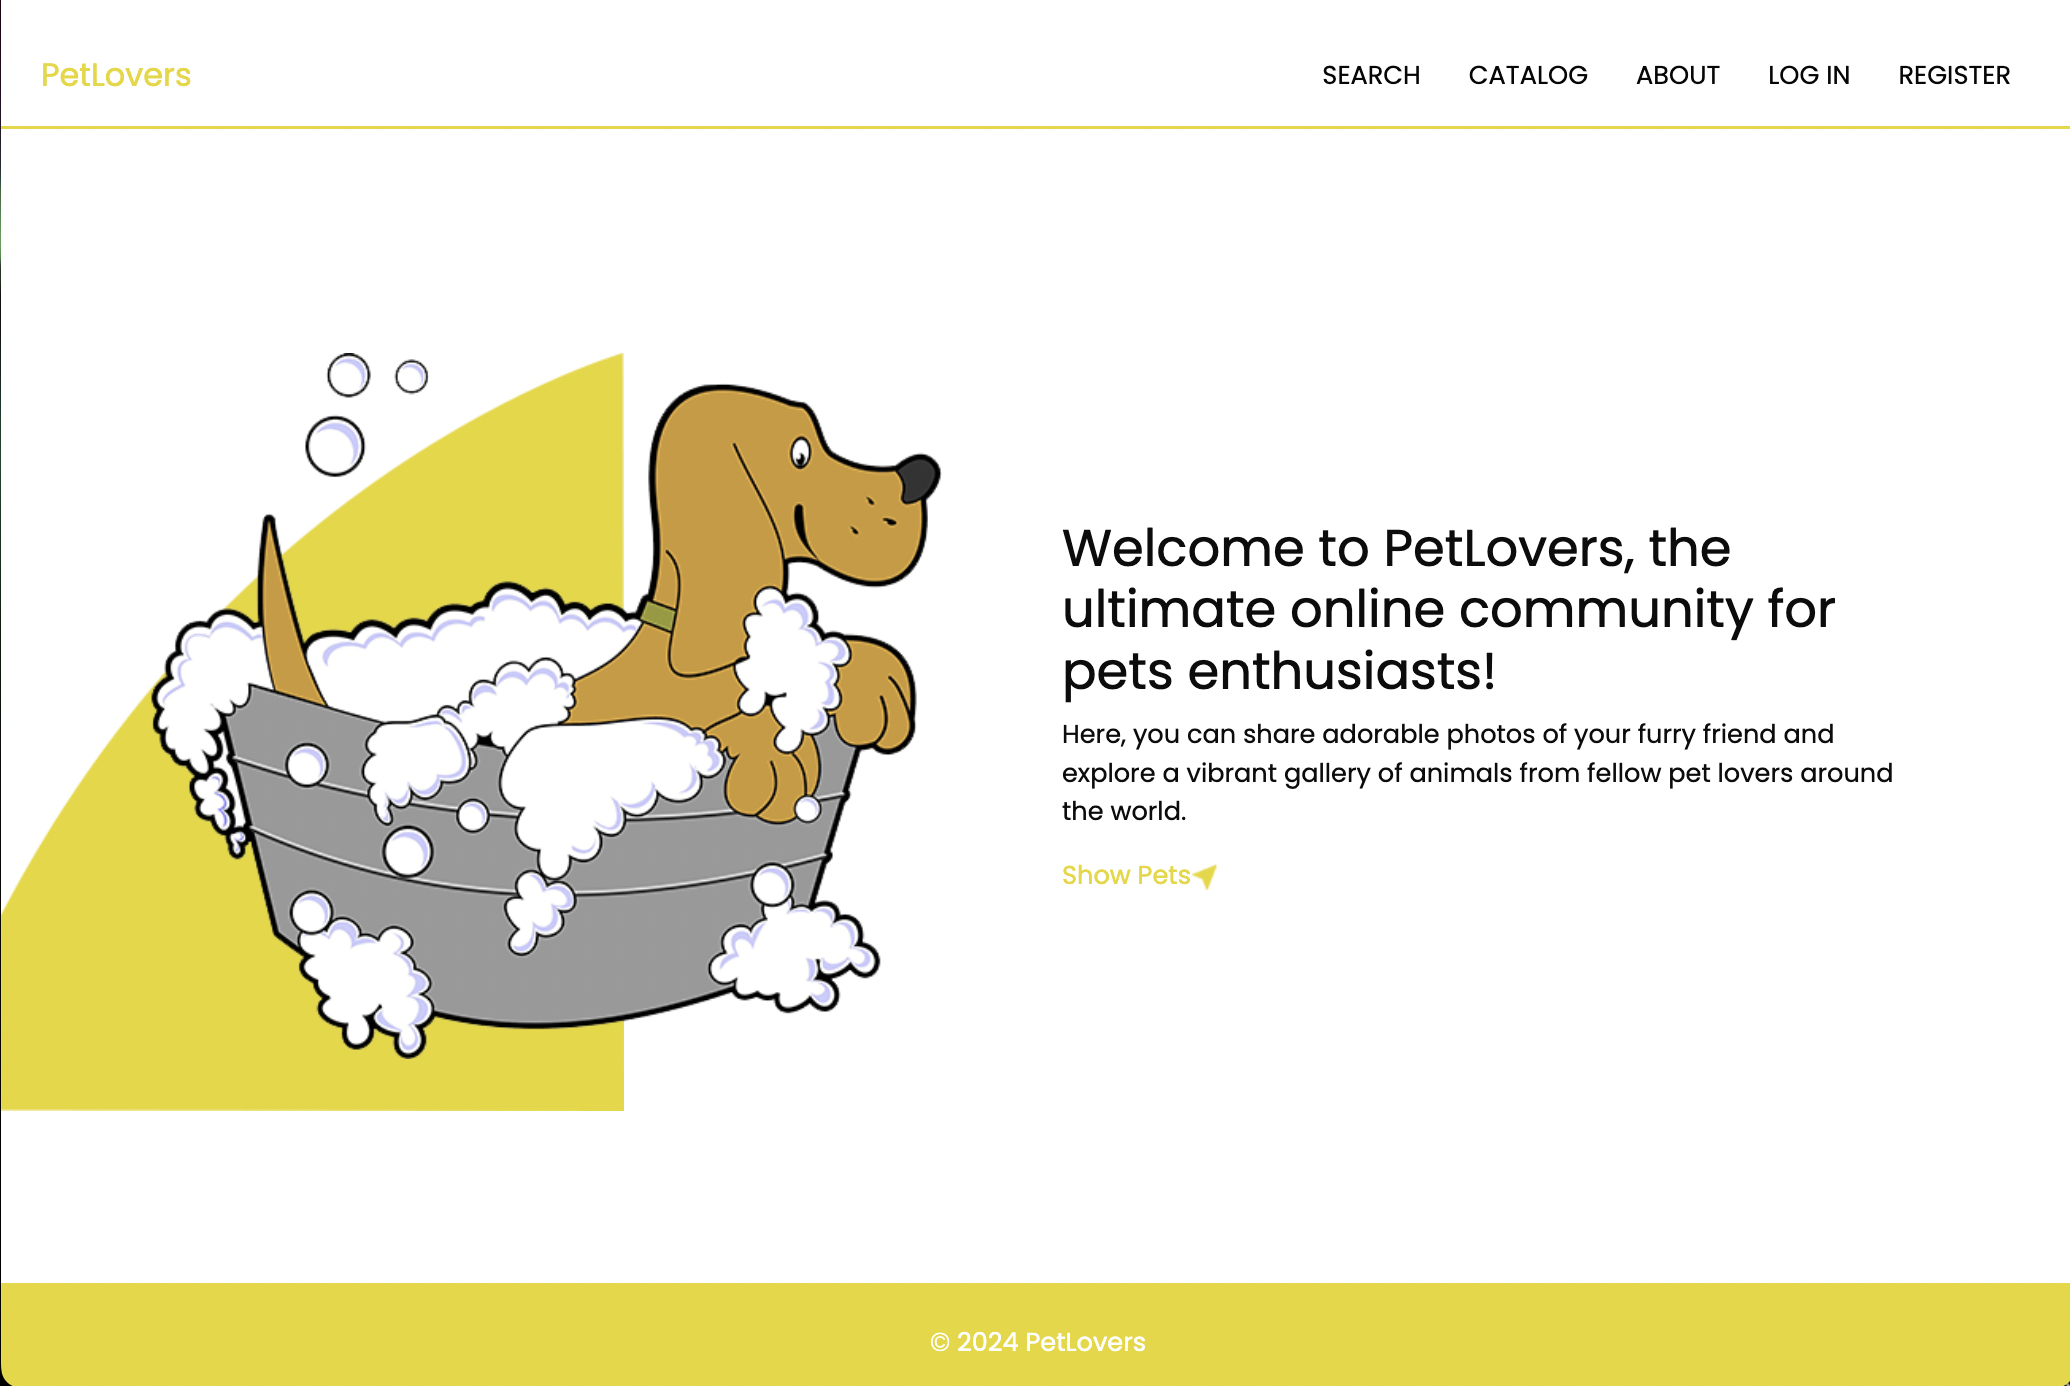 PetLovers
SEARCH CATALOG ABOUT LOG IN REGISTER
Welcome to PetLovers, the
ultimate online community for
pets enthusiasts!
Here, you can share adorable photos of your furry friend and
explore a vibrant gallery of animals from fellow pet lovers around
the world.
Show Pets
© 2024 PetLovers